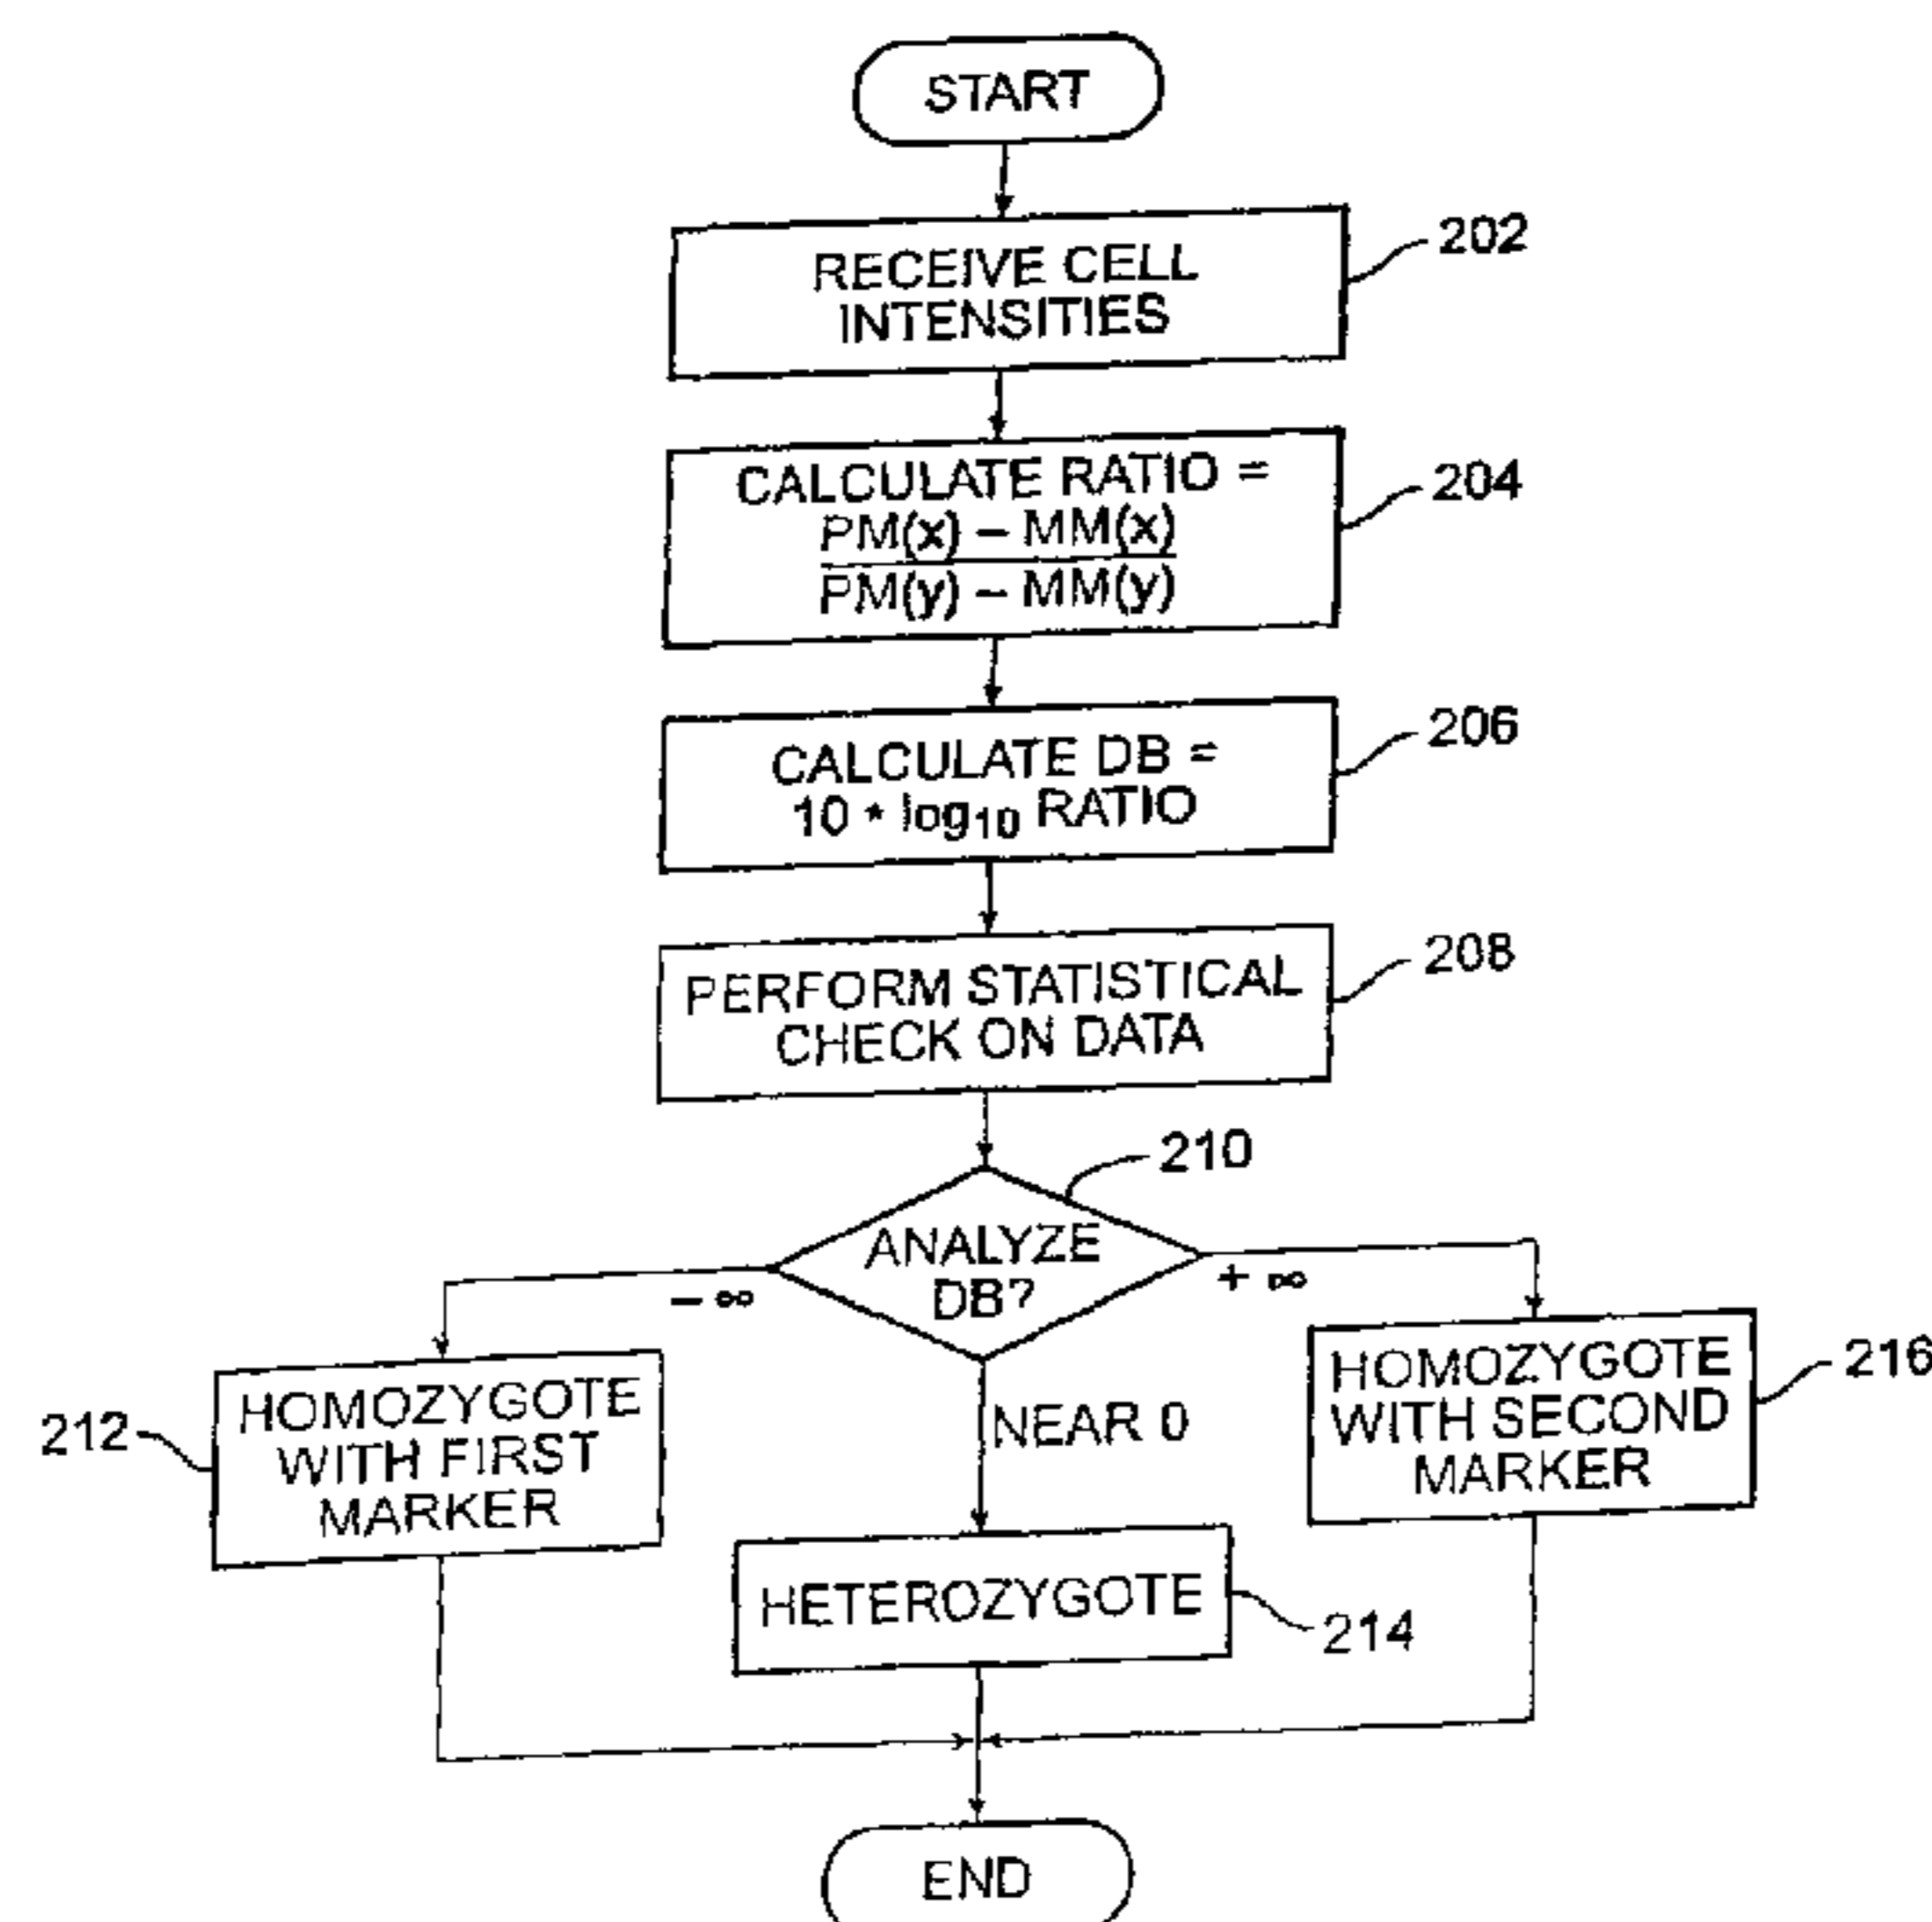 START
RECEIVE CELL
INTENSITIES
202
CALCULATE RATIO =
PM(x) – MM(x)
PM(y) – MM(y)
204
CALCULATE DB =
10 * log10 RATIO
206
PERFORM STATISTICAL
CHECK ON DATA
208
210
ANALYZE
DB?
– ∞
+ ∞
NEAR 0
212
HOMOZYGOTE
WITH FIRST
MARKER
HOMOZYGOTE
WITH SECOND
MARKER
216
HETEROZYGOTE
214
END